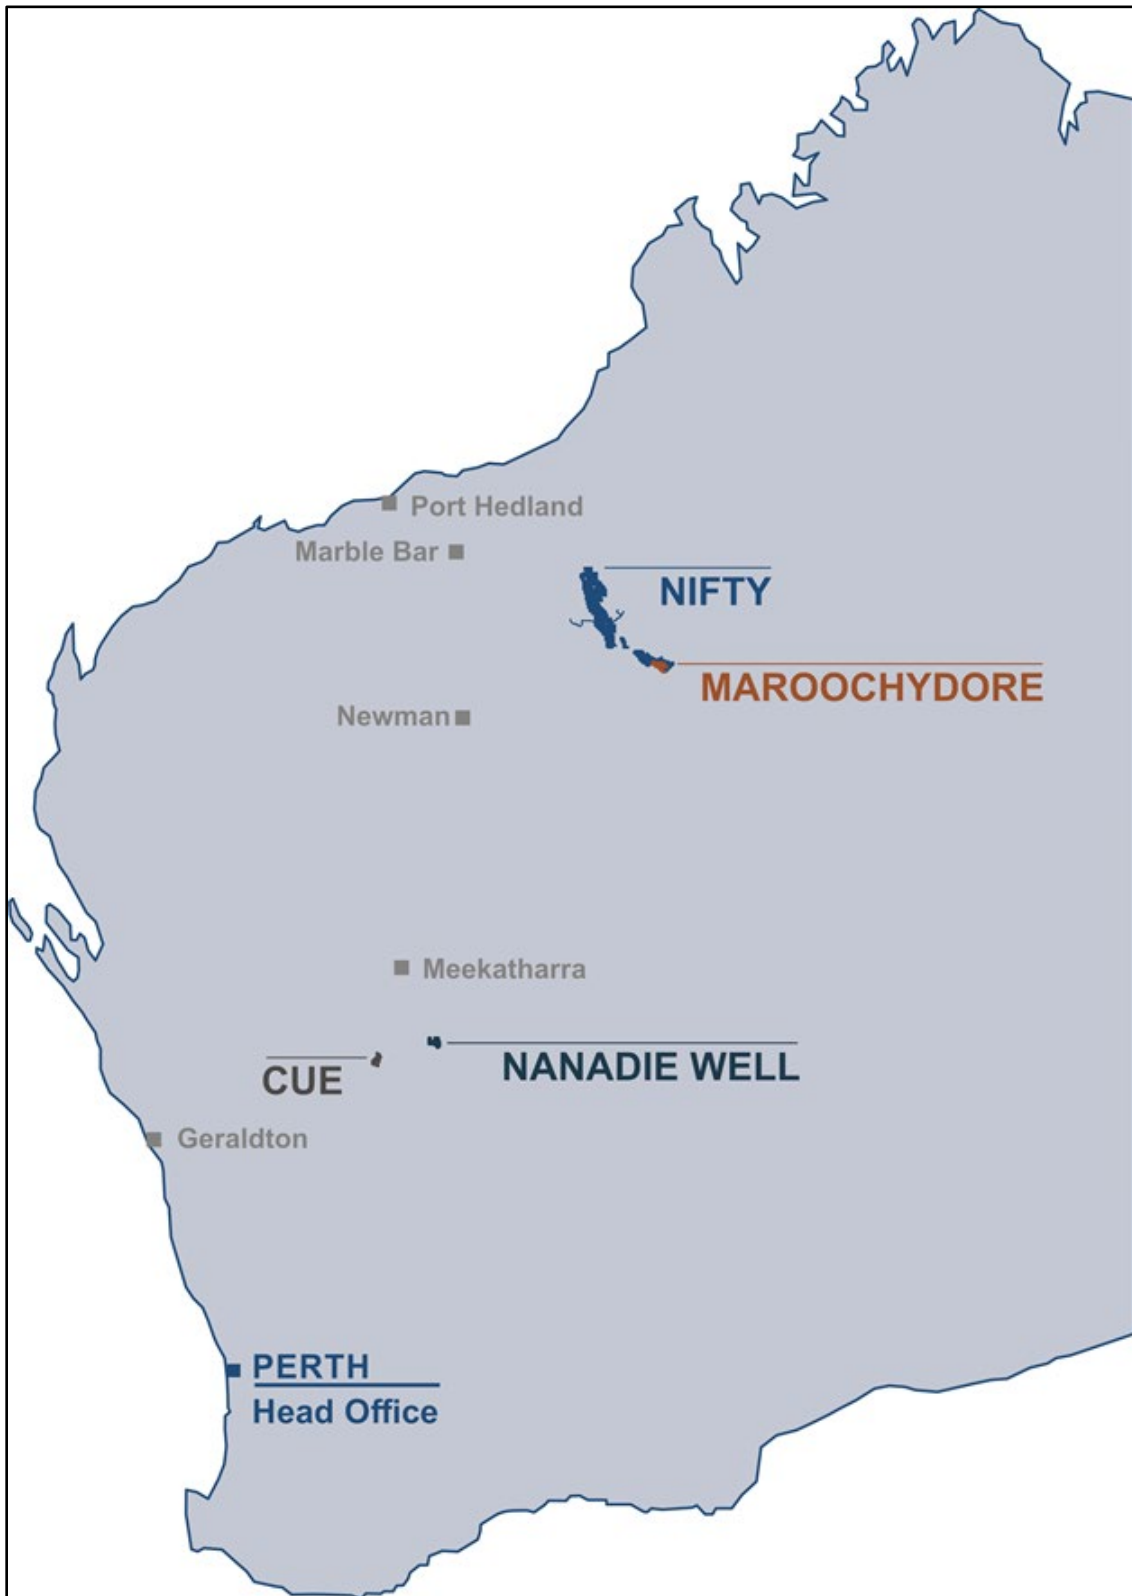 Port Hedland
Marble Bar
NIFTY
MAROOCHYDORE
Newman
Meekatharra
NANADIE WELL
CUE
Geraldton
PERTH
Head Office